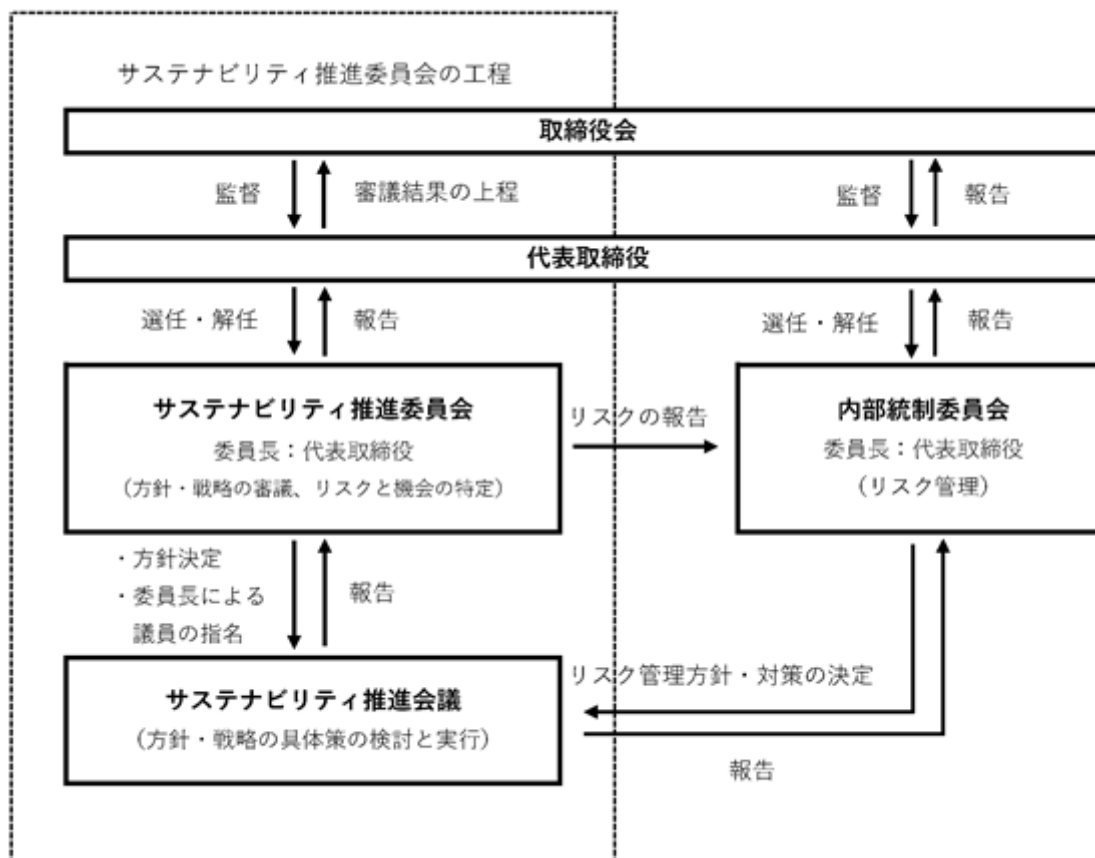 サステナビリティ推進委員会の工程
取締役会
監督
審議結果の上程
監督
報告
代表取締役
選任・解任
報告
選任・解任
報告
サステナビリティ推進委員会
委員長：代表取締役
（方針・戦略の審議、リスクと機会の特定）
リスクの報告
内部統制委員会
委員長：代表取締役
（リスク管理）
・方針決定
・委員長による
議員の指名
報告
サステナビリティ推進会議
（方針・戦略の具体策の検討と実行）
リスク管理方針・対策の決定
報告